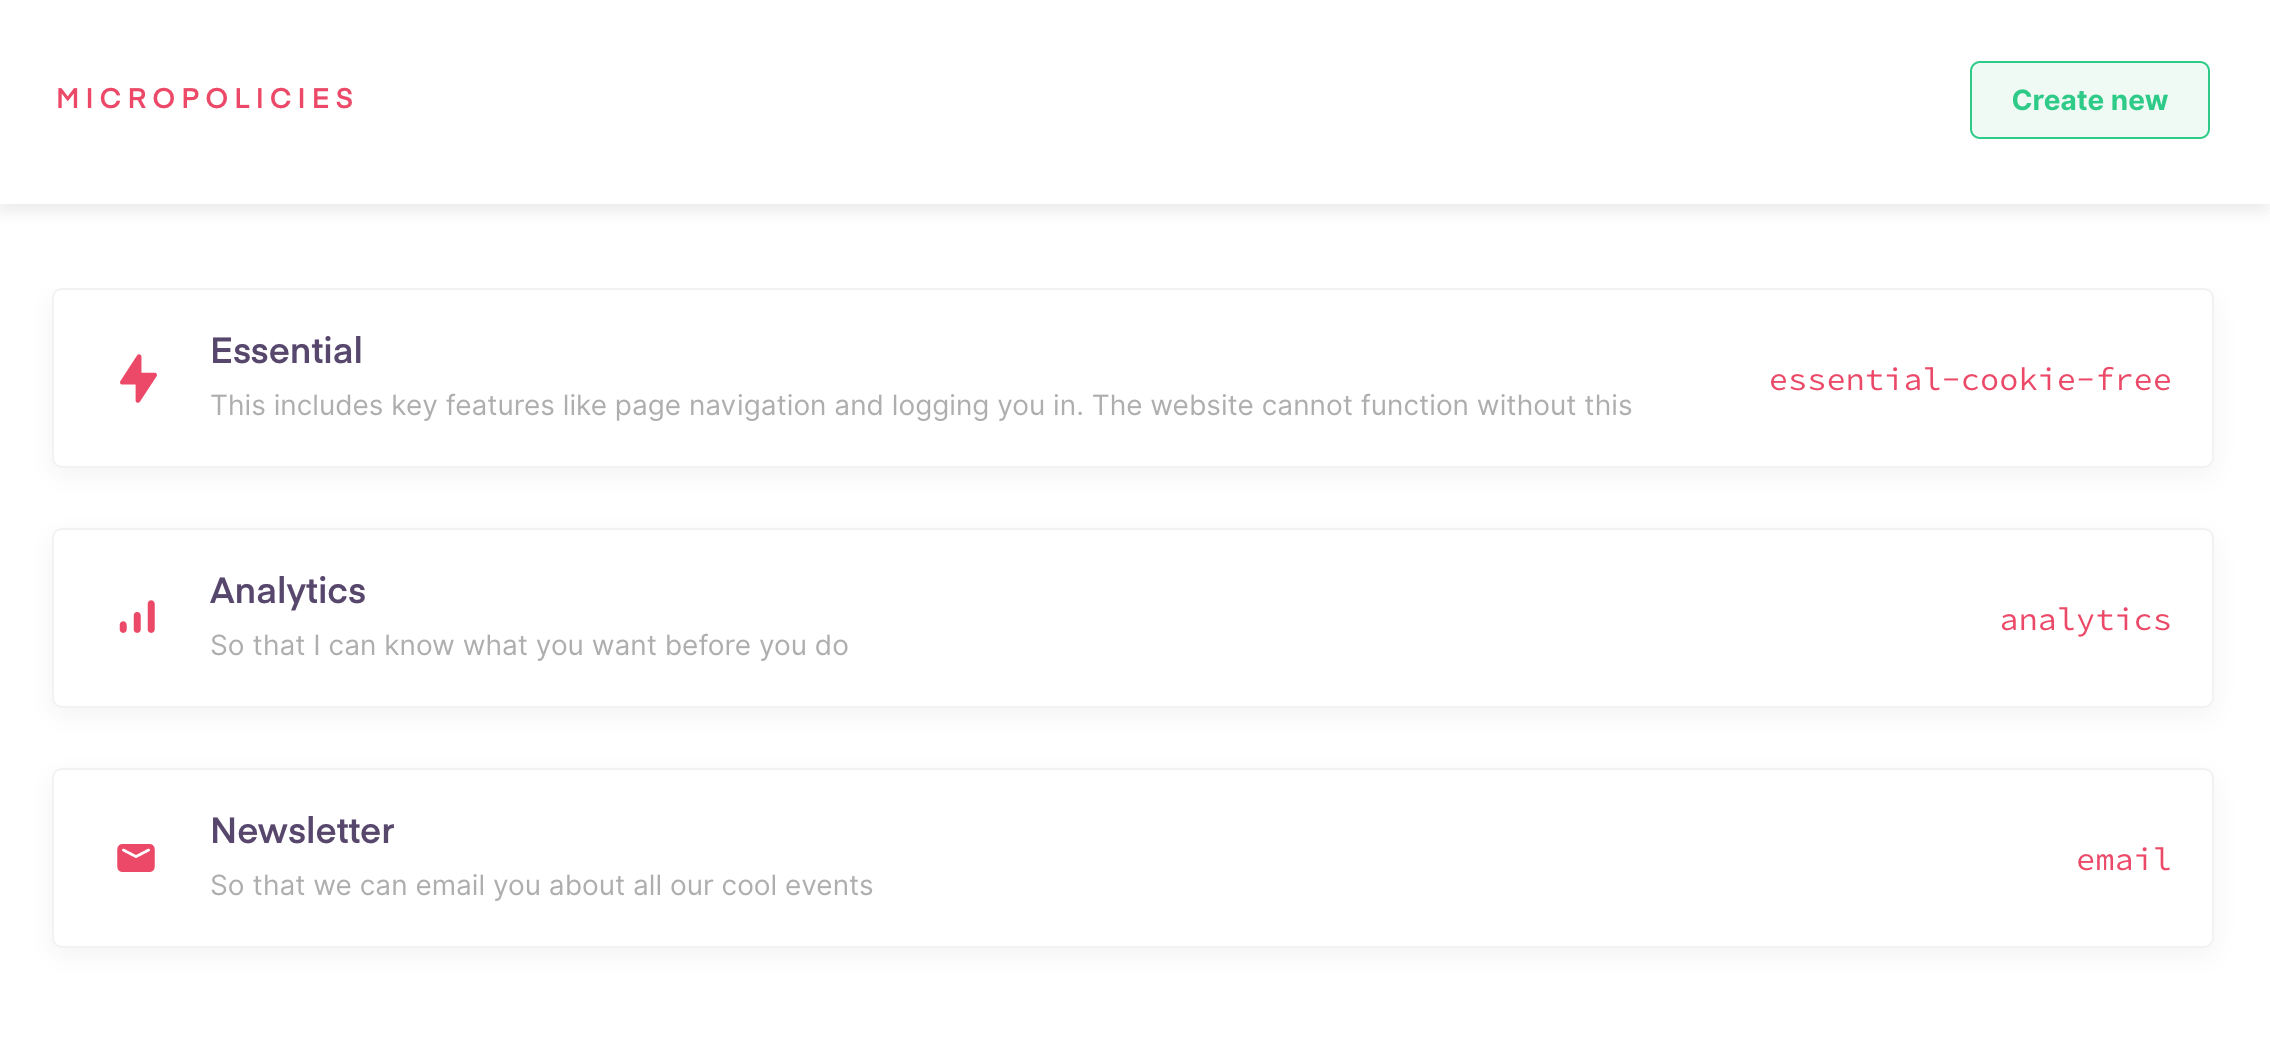 MICROPOLICIES
Create new
Essential
This includes key features like page navigation and logging you in. The website cannot function without this
essential-cookie-free
Analytics
So that I can know what you want before you do
analytics
Newsletter
So that we can email you about all our cool events
email